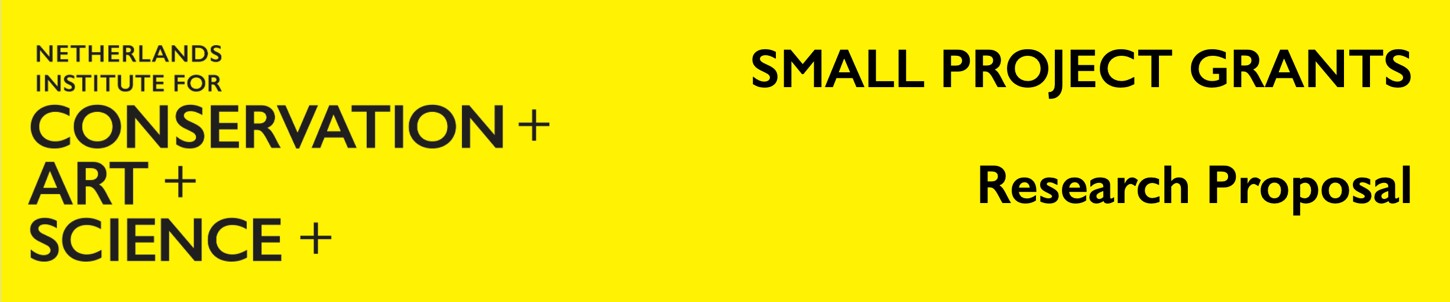 NETHERLANDS
INSTITUTE FOR
CONSERVATION +
ART +
SCIENCE +
SMALL PROJECT GRANTS
Research Proposal